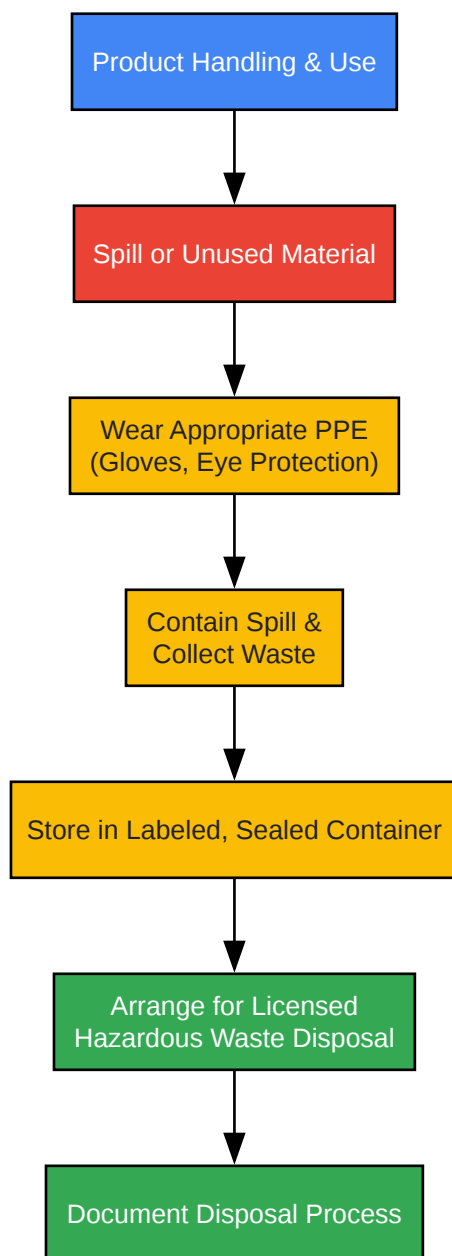 Product Handling & Use
Spill or Unused Material
Wear Appropriate PPE
(Gloves, Eye Protection)
Contain Spill &
Collect Waste
Store in Labeled, Sealed Container
Arrange for Licensed
Hazardous Waste Disposal
Document Disposal Process